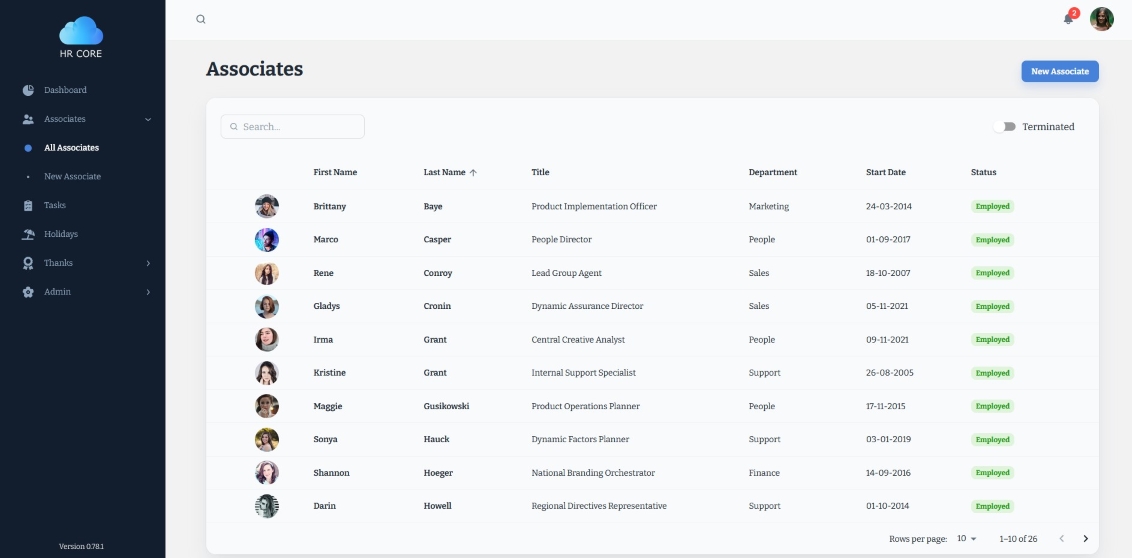 HR CORE
Dashboard
Associates
All Associates
New Associate
Tasks
Holidays
Thanks
Admin
Version 0.78.1
2
Associates
New Associate
Search...
Terminated
First Name Last Name Title Department Start Date Status
Brittany Baye Product Implementation Officer Marketing 24-03-2014 Employed
Marco Casper People Director People 01-09-2017 Employed
Rene Conroy Lead Group Agent Sales 18-10-2007 Employed
Gladys Cronin Dynamic Assurance Director Sales 05-11-2021 Employed
Irma Grant Central Creative Analyst People 09-11-2021 Employed
Kristine Grant Internal Support Specialist Support 26-08-2005 Employed
Maggie Gusikowski Product Operations Planner People 17-11-2015 Employed
Sonya Hauck Dynamic Factors Planner Support 03-01-2019 Employed
Shannon Hoeger National Branding Orchestrator Finance 14-09-2016 Employed
Darin Howell Regional Directives Representative Support 01-10-2014 Employed
Rows per page: 10 1–10 of 26